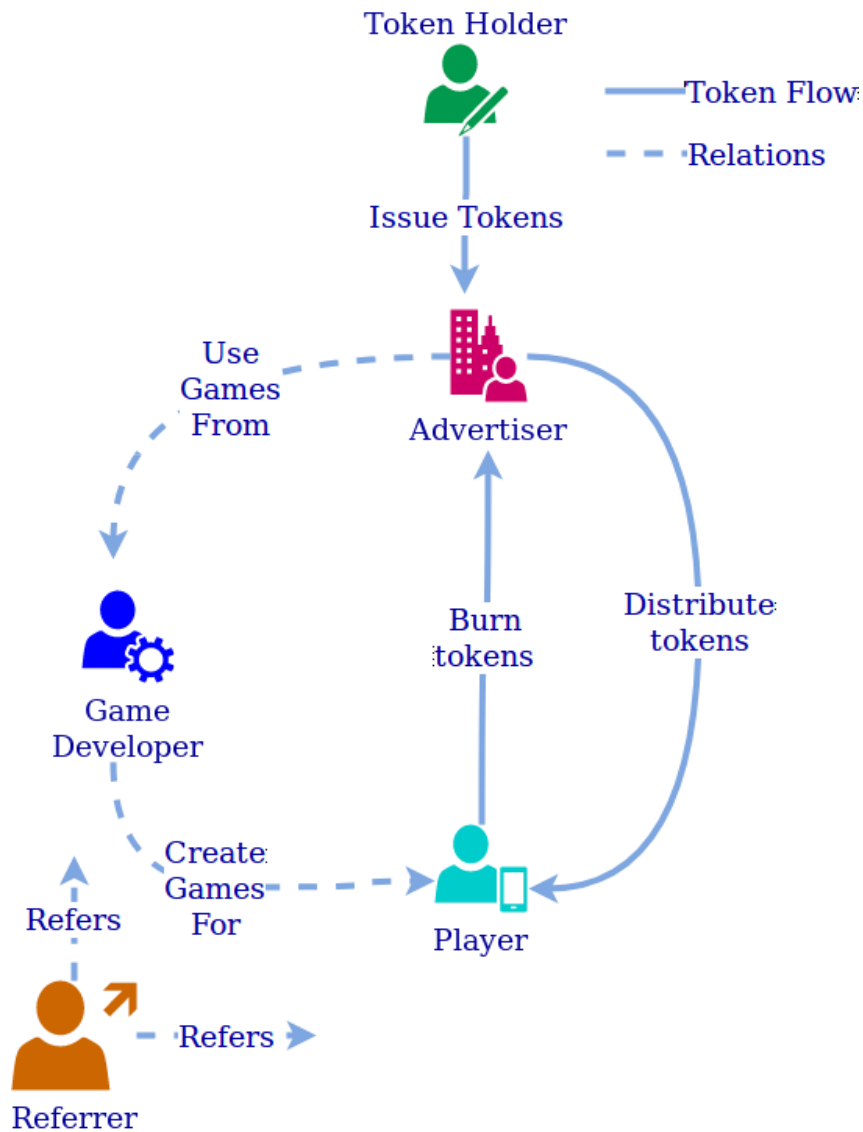 Token Holder
Token Flow
Relations
Issue Tokens
Use
Games
From
Advertiser
Burn
tokens
Distribute
tokens
Game
Developer
Create
Games
For
Player
Refers
Refers
Referrer